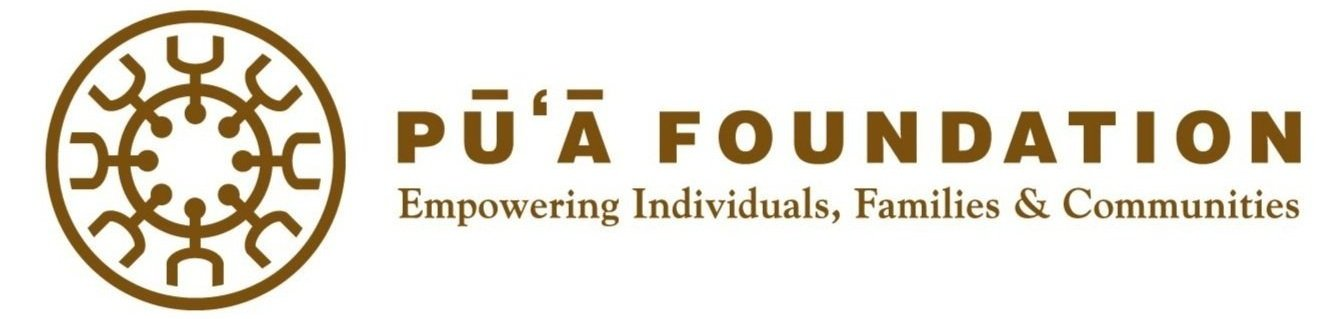 PŪʻĀ FOUNDATION
Empowering Individuals, Families & Communities